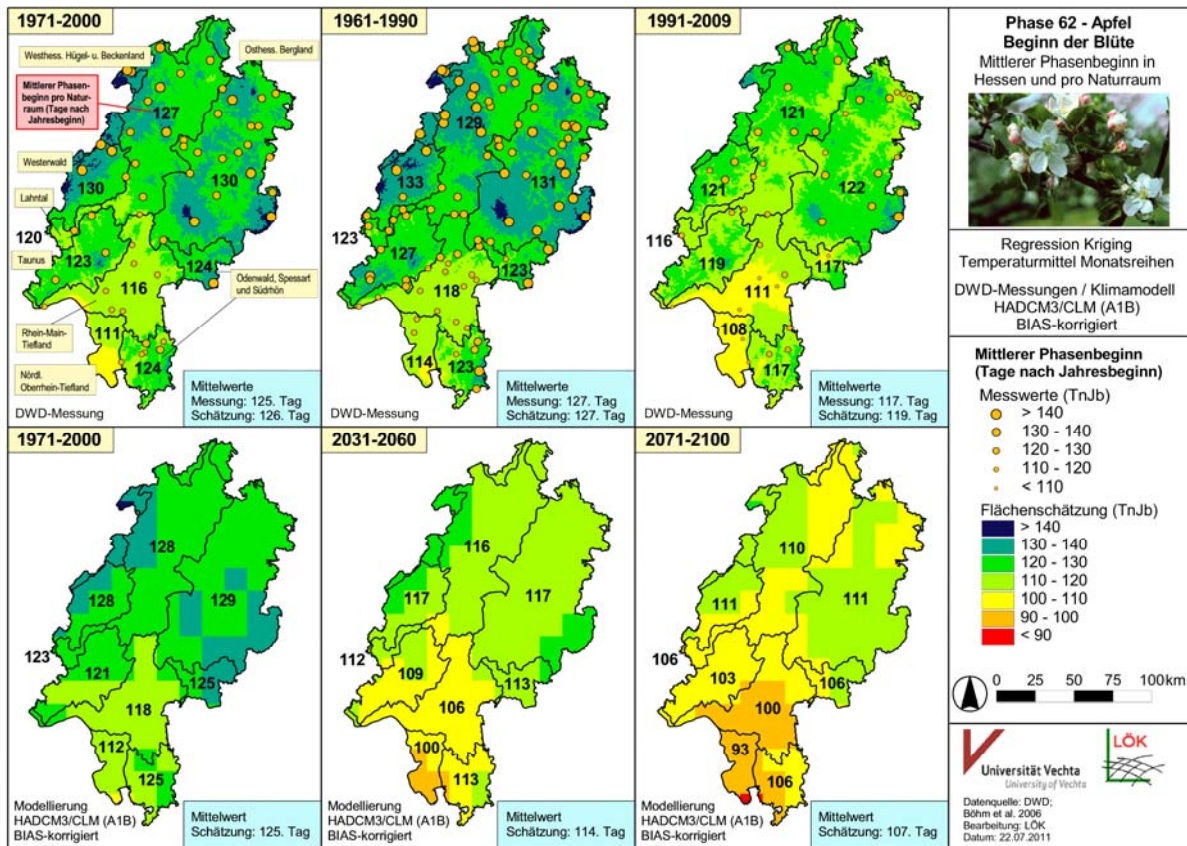 1971-2000
Westhess. Hügel- u. Beckenland
Osthess. Bergland
Mittlerer Phasen-
beginn pro Natur-
raum (Tage nach
Jahresbeginn)
127
Westerwald
130
130
Lahntal
120
Taunus
123
124
116
Odenwald, Spessart
und Südrhön
Rhein-Main-
Tiefland
111
124
Nördl.
Oberrhein-Tiefland
DWD-Messung
Mittelwerte
Messung: 125. Tag
Schätzung: 126. Tag
1961-1990
129
133
131
123
127
123
118
114
123
DWD-Messung
Mittelwerte
Messung: 127. Tag
Schätzung: 127. Tag
1991-2009
121
121
122
116
119
117
111
108
117
DWD-Messung
Mittelwerte
Messung: 117. Tag
Schätzung: 119. Tag
1971-2000
128
128
129
123
121
125
118
112
125
Modellierung
HADCM3/CLM (A1B)
BIAS-korrigiert
Mittelwert
Schätzung: 125. Tag
2031-2060
116
117
117
112
109
113
106
100
113
Modellierung
HADCM3/CLM (A1B)
BIAS-korrigiert
Mittelwert
Schätzung: 114. Tag
2071-2100
110
111
111
106
103
106
100
93
106
Modellierung
HADCM3/CLM (A1B)
BIAS-korrigiert
Mittelwert
Schätzung: 107. Tag
Phase 62 - Apfel
Beginn der Blüte
Mittlerer Phasenbeginn in
Hessen und pro Naturraum
Regression Kriging
Temperaturmittel Monatsreihen
DWD-Messungen / Klimamodell
HADCM3/CLM (A1B)
BIAS-korrigiert
Mittlerer Phasenbeginn
(Tage nach Jahresbeginn)
Messwerte (TnJb)
> 140
130 - 140
120 - 130
110 - 120
< 110
Flächenschätzung (TnJb)
> 140
130 - 140
120 - 130
110 - 120
100 - 110
90 - 100
< 90
0 25 50 75 100 km
Universität Vechta
University of Vechta
LÖK
Datenquelle: DWD;
Böhm et al. 2006
Bearbeitung: LÖK
Datum: 22.07.2011